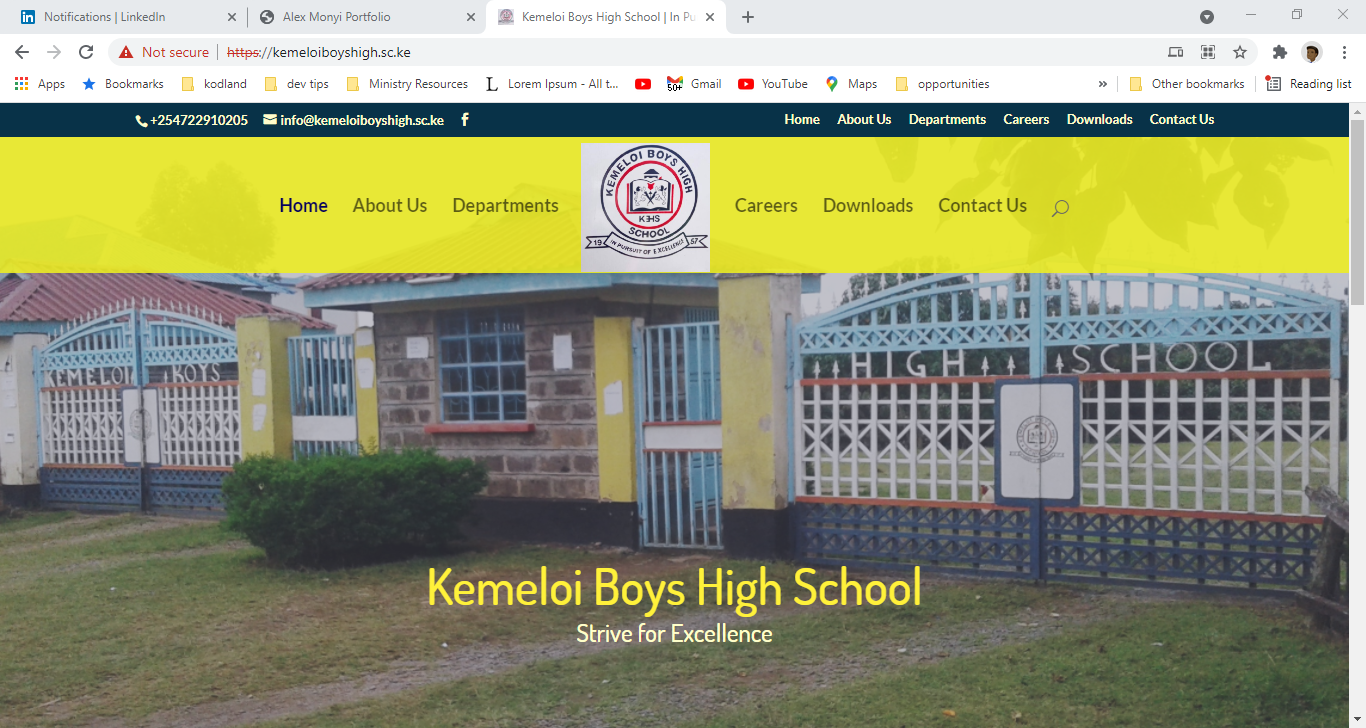 Notifications | LinkedIn
Alex Monyi Portfolio
Kemeloi Boys High School | In Pu
Not secure
https://kemeloiboyshigh.sc.ke
Apps
Bookmarks
kodland
dev tips
Ministry Resources
L Lorem Ipsum - All t...
50+ Gmail
YouTube
Maps
opportunities
»
Other bookmarks
Reading list
+254722910205
info@kemeloiboyshigh.sc.ke
Home About Us Departments Careers Downloads Contact Us
Home About Us Departments
KEMELOI BOYS HIGH
KBHS
SCHOOL
19 57
IN PURSUIT OF EXCELLENCE
Careers Downloads Contact Us
KEMELOI BOYS
HIGH SCHOOL
Kemeloi Boys High School
Strive for Excellence